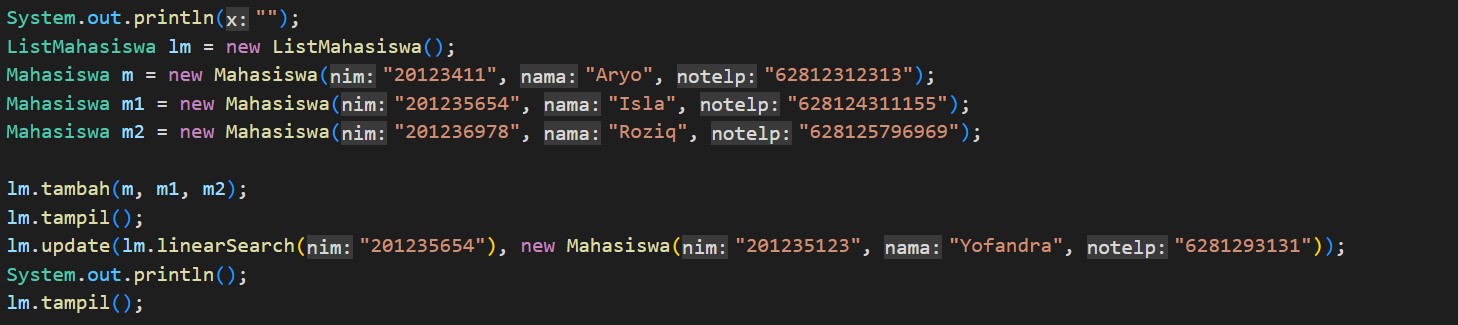 System.out.println(x: "");
ListMahasiswa lm = new ListMahasiswa();
Mahasiswa m = new Mahasiswa(nim: "20123411", nama: "Aryo", notelp: "62812312313");
Mahasiswa m1 = new Mahasiswa(nim: "201235654", nama: "Isla", notelp: "628124311155");
Mahasiswa m2 = new Mahasiswa(nim: "201236978", nama: "Roziq", notelp: "628125796969");
lm.tambah(m, m1, m2);
lm.tampil();
lm.update(lm.linearSearch(nim: "201235654"), new Mahasiswa(nim: "201235123", nama: "Yofandra", notelp: "6281293131"));
System.out.println();
lm.tampil();